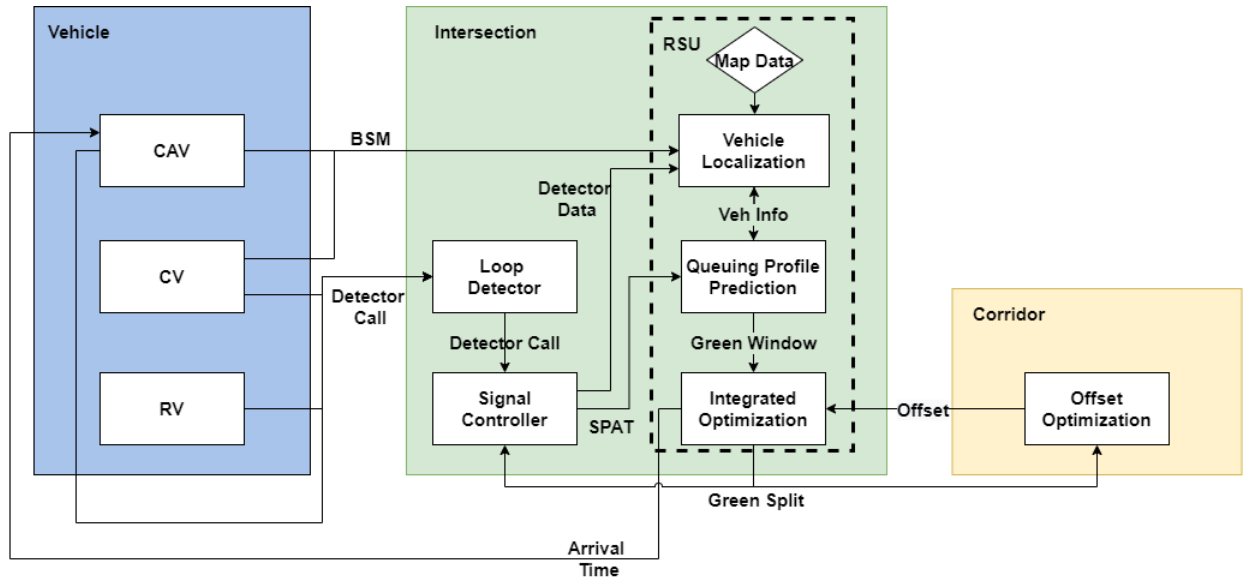 Vehicle
Intersection
RSU
Map Data
CAV
BSM
Vehicle
Localization
Detector
Data
Veh Info
CV
Loop
Detector
Queuing Profile
Prediction
Detector
Call
Corridor
Detector Call
Green Window
RV
Signal
Controller
SPAT
Integrated
Optimization
Offset
Offset
Optimization
Green Split
Arrival
Time